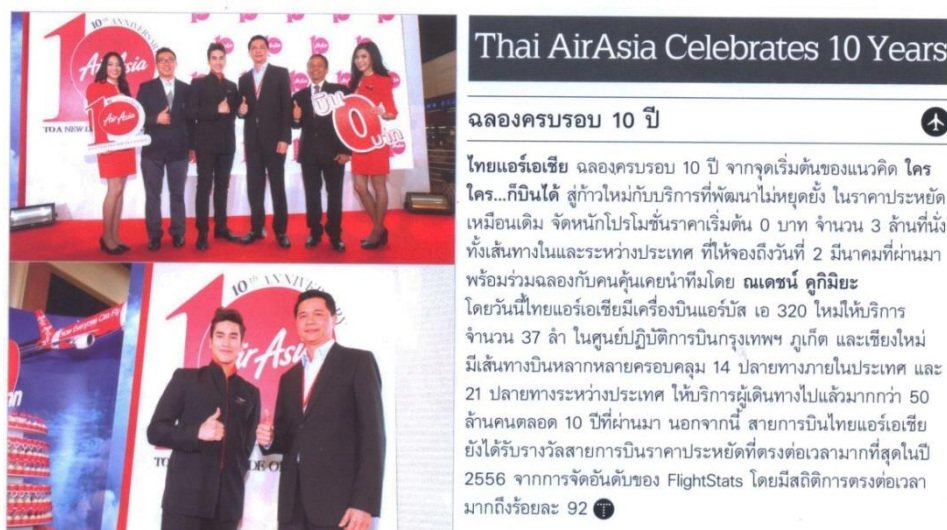 10TH ANNIVERSARY
AirAsia
AirAsia
บิน
0
บาท
Thai AirAsia Celebrates 10 Years
ฉลองครบรอบ 10 ปี
ไทยแอร์เอเชีย ฉลองครบรอบ 10 ปี จากจุดเริ่มต้นของแนวคิด ใคร
ใคร...ก็บินได้ สู่ก้าวใหม่กับบริการที่พัฒนาไม่หยุดยั้ง ในราคาประหยัด
เหมือนเดิม จัดหนักโปรโมชั่นราคาเริ่มต้น 0 บาท จำนวน 3 ล้านที่นั่ง
ทั้งเส้นทางในและระหว่างประเทศ ที่ให้จองถึงวันที่ 2 มีนาคมที่ผ่านมา
พร้อมร่วมฉลองกับคนคุ้นเคยนำทีมโดย ณเดชน์ คูกิมิยะ
โดยวันนี้ไทยแอร์เอเชียมีเครื่องบินแอร์บัส เอ 320 ใหม่ให้บริการ
จำนวน 37 ลำ ในศูนย์ปฏิบัติการบินกรุงเทพฯ ภูเก็ต และเชียงใหม่
มีเส้นทางบินหลากหลายครอบคลุม 14 ปลายทางภายในประเทศ และ
21 ปลายทางระหว่างประเทศ ให้บริการผู้เดินทางไปแล้วมากกว่า 50
ล้านคนตลอด 10 ปีที่ผ่านมา นอกจากนี้ สายการบินไทยแอร์เอเชีย
ยังได้รับรางวัลสายการบินราคาประหยัดที่ตรงต่อเวลามากที่สุดในปี
2556 จากการจัดอันดับของ FlightStats โดยมีสถิติการตรงต่อเวลา
มากถึงร้อยละ 92 T
Now Everyone Can Fly
10TH ANNIVERSARY